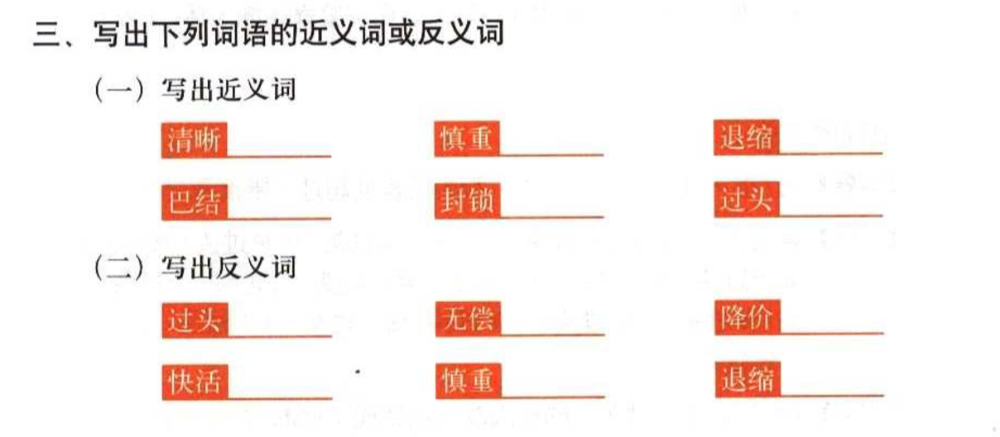 三、写出下列词语的近义词或反义词
（一）写出近义词
清晰 慎重 退缩
巴结 封锁 过头
（二）写出反义词
过头 无偿 降价
快活 慎重 退缩